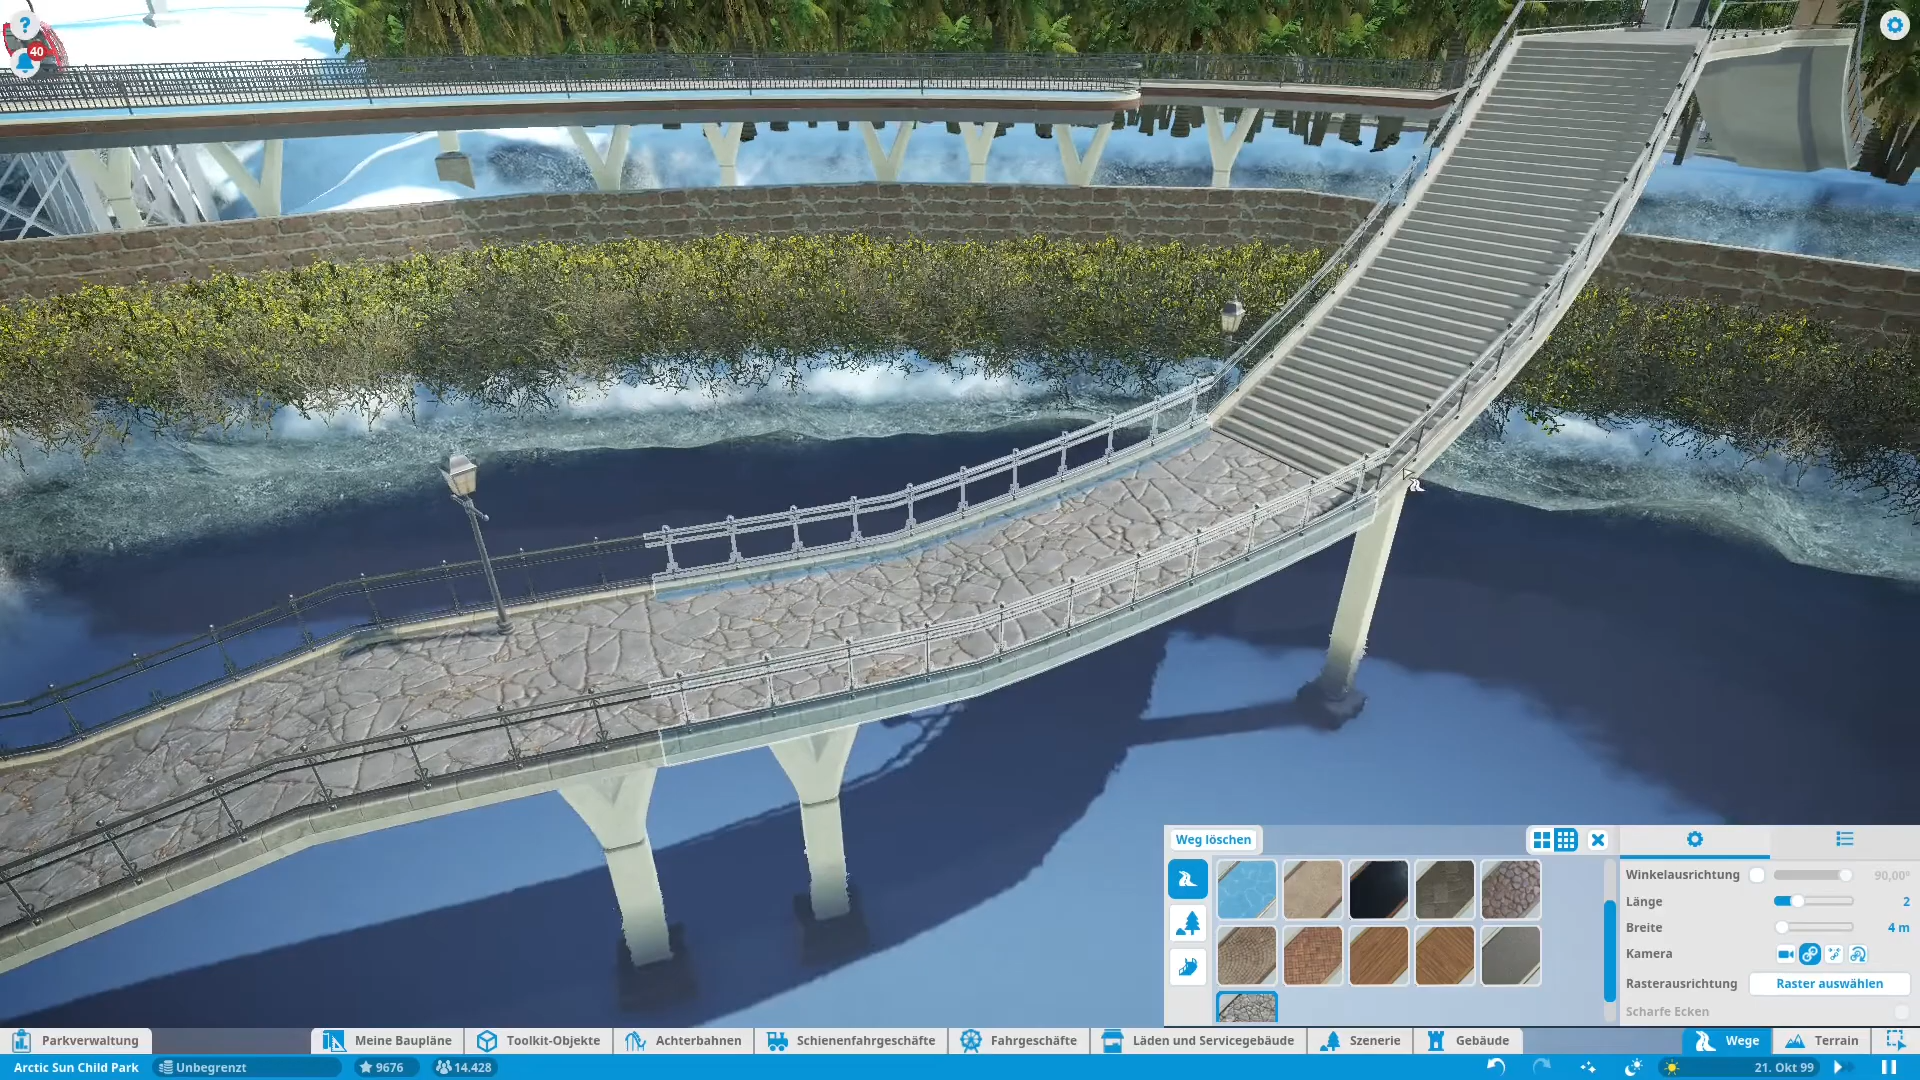 ?
40
Weg löschen
Winkelausrichtung 90,00°
Länge 2
Breite 4 m
Kamera
Rasterausrichtung Raster auswählen
Scharfe Ecken
Parkverwaltung
Meine Baupläne
Toolkit-Objekte
Achterbahnen
Schienenfahrgeschäfte
Fahrgeschäfte
Läden und Servicegebäude
Szenerie
Gebäude
Wege
Terrain
Arctic Sun Child Park
Unbegrenzt
9676
14.428
21. Okt 99